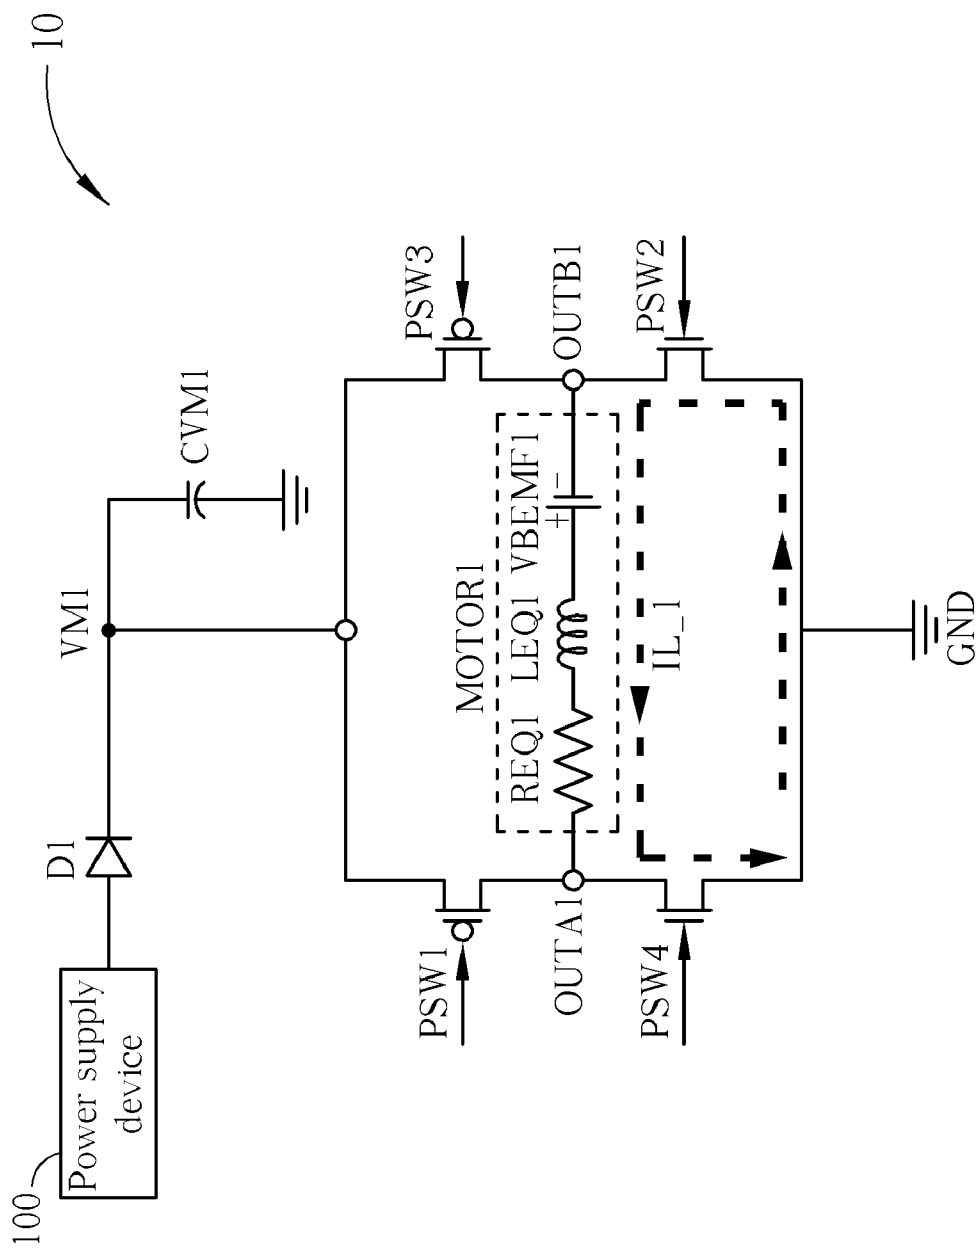 10
100
Power supply
device
D1
VM1
CVM1
PSW1
PSW3
MOTOR1
REQ1
LEQ1
VBEMF1
+
-
OUTA1
OUTB1
IL_1
PSW4
PSW2
GND